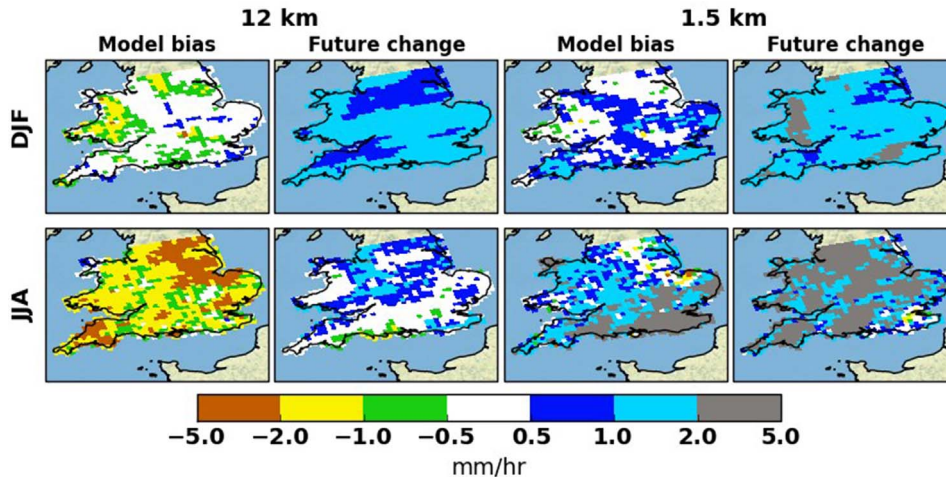 12 km 1.5 km
Model bias Future change Model bias Future change
DJF
JJA
−5.0 −2.0 −1.0 −0.5 0.5 1.0 2.0 5.0
mm/hr